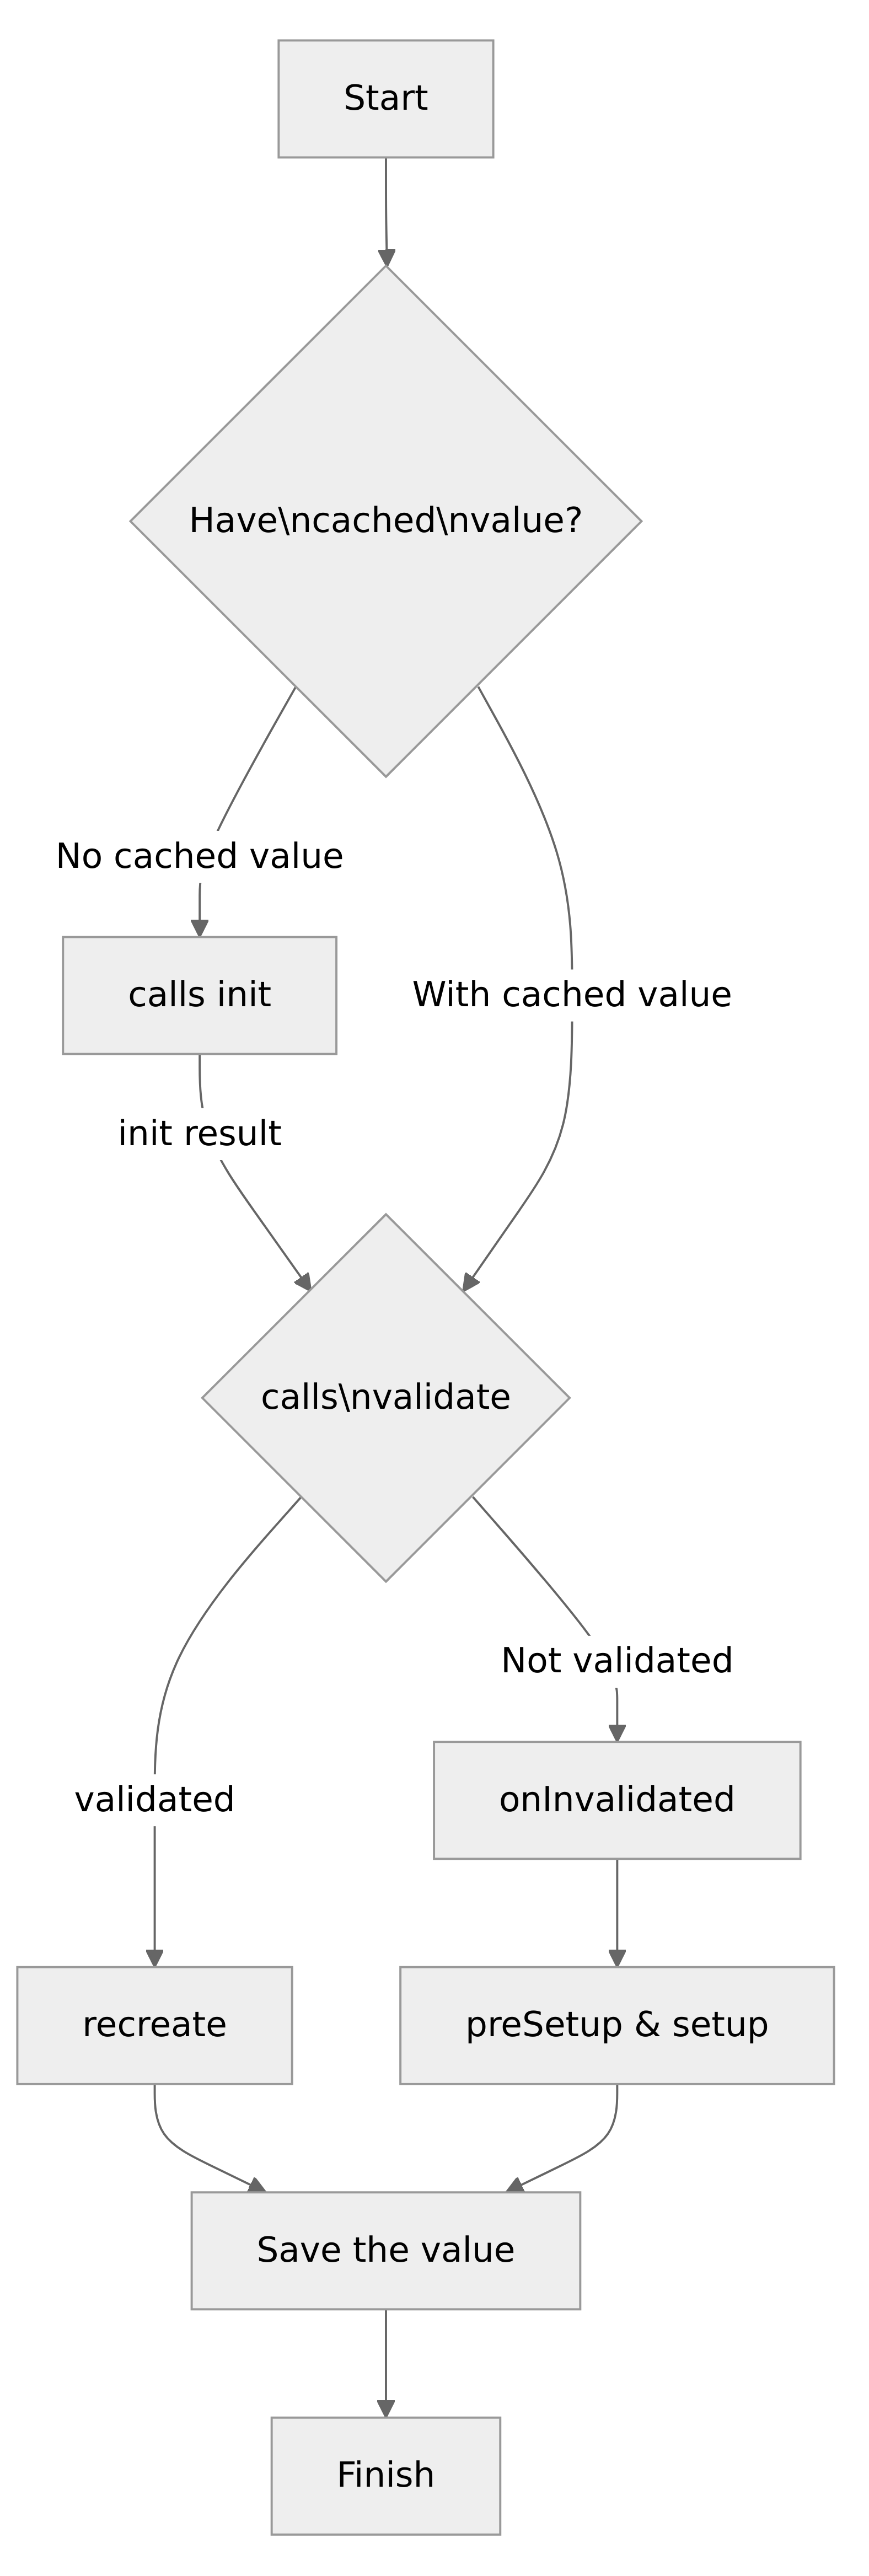 Start
Have\ncached\nvalue?
No cached value
calls init
With cached value
init result
calls\nvalidate
Not validated
validated
onInvalidated
recreate
preSetup & setup
Save the value
Finish